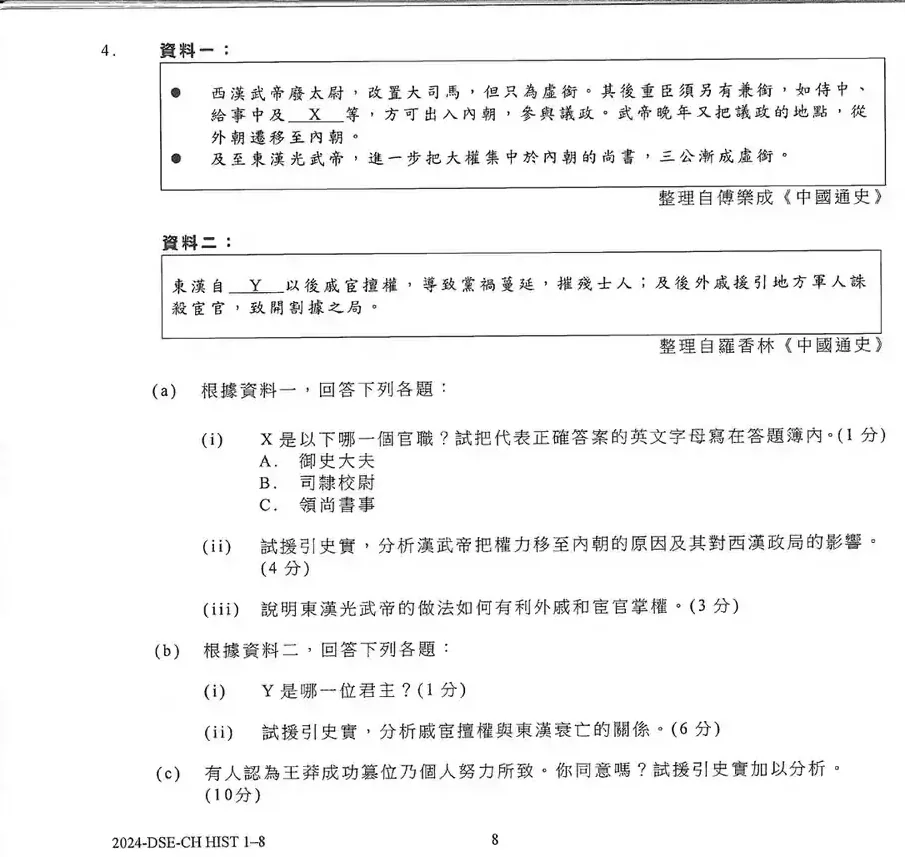 4. 資料一：
● 西漢武帝廢太尉，改置大司馬，但只為虛銜。其後重臣須另有兼銜，如侍中、
給事中及 X 等，方可出入內朝，參與議政。武帝晚年又把議政的地點，從
外朝遷移至內朝。
● 及至東漢光武帝，進一步把大權集中於內朝的尚書，三公漸成虛銜。
整理自傅樂成《中國通史》
資料二：
東漢自 Y 以後戚宦擅權，導致黨禍蔓延，摧殘士人；及後外戚援引地方軍人誅
殺宦官，致開割據之局。
整理自羅香林《中國通史》
(a) 根據資料一，回答下列各題：
(i) X 是以下哪一個官職？試把代表正確答案的英文字母寫在答題簿內。(1 分)
A. 御史大夫
B. 司隸校尉
C. 領尚書事
(ii) 試援引史實，分析漢武帝把權力移至內朝的原因及其對西漢政局的影響。
(4 分)
(iii) 說明東漢光武帝的做法如何有利外戚和宦官掌權。(3 分)
(b) 根據資料二，回答下列各題：
(i) Y 是哪一位君主？(1 分)
(ii) 試援引史實，分析戚宦擅權與東漢衰亡的關係。(6 分)
(c) 有人認為王莽成功篡位乃個人努力所致。你同意嗎？試援引史實加以分析。
(10分)
2024-DSE-CH HIST 1–8 8